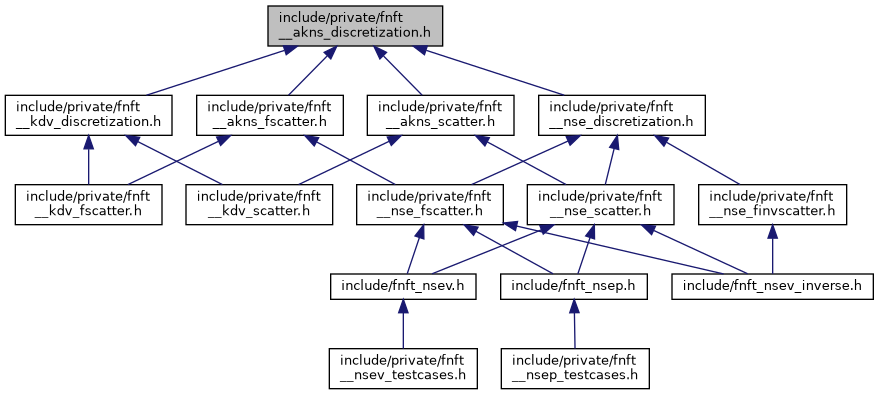 include/private/fnft
__akns_discretization.h
include/private/fnft
__kdv_discretization.h
include/private/fnft
__akns_fscatter.h
include/private/fnft
__akns_scatter.h
include/private/fnft
__nse_discretization.h
include/private/fnft
__kdv_fscatter.h
include/private/fnft
__kdv_scatter.h
include/private/fnft
__nse_fscatter.h
include/private/fnft
__nse_scatter.h
include/private/fnft
__nse_finvscatter.h
include/fnft_nsev.h
include/fnft_nsep.h
include/fnft_nsev_inverse.h
include/private/fnft
__nsev_testcases.h
include/private/fnft
__nsep_testcases.h